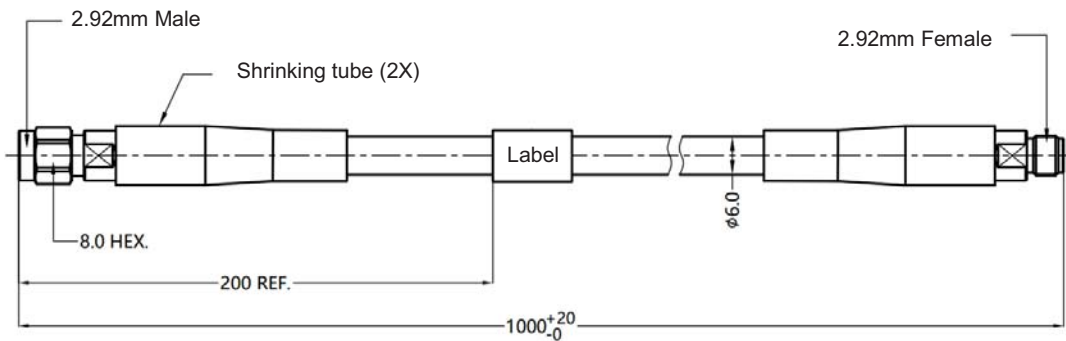 2.92mm Male
2.92mm Female
Shrinking tube (2X)
Label
ϕ6.0
8.0 HEX.
200 REF.
1000+20-0